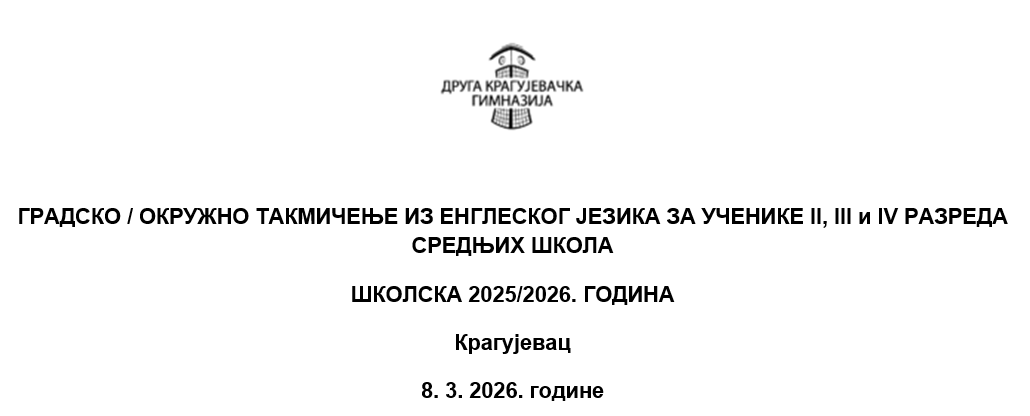 ДРУГА КРАГУЈЕВАЧКА
ГИМНАЗИЈА
ГРАДСКО / ОКРУЖНО ТАКМИЧЕЊЕ ИЗ ЕНГЛЕСКОГ ЈЕЗИКА ЗА УЧЕНИКЕ II, III и IV РАЗРЕДА
СРЕДЊИХ ШКОЛА
ШКОЛСКА 2025/2026. ГОДИНА
Крагујевац
8. 3. 2026. године